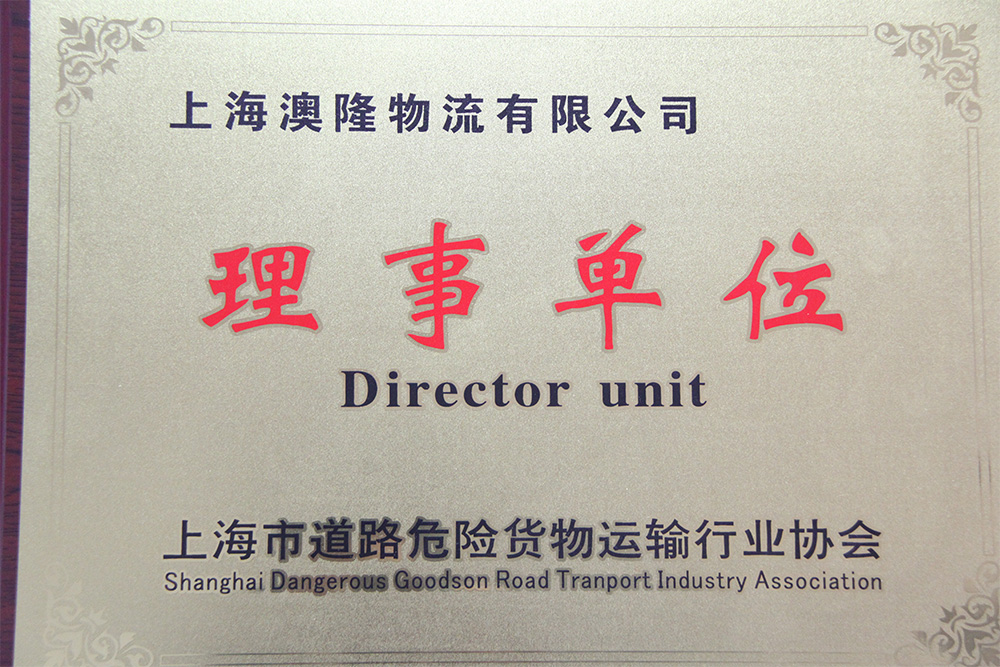 上海澳隆物流有限公司
理事单位
Director unit
上海市道路危险货物运输行业协会
Shanghai Dangerous Goodson Road Tranport Industry Association